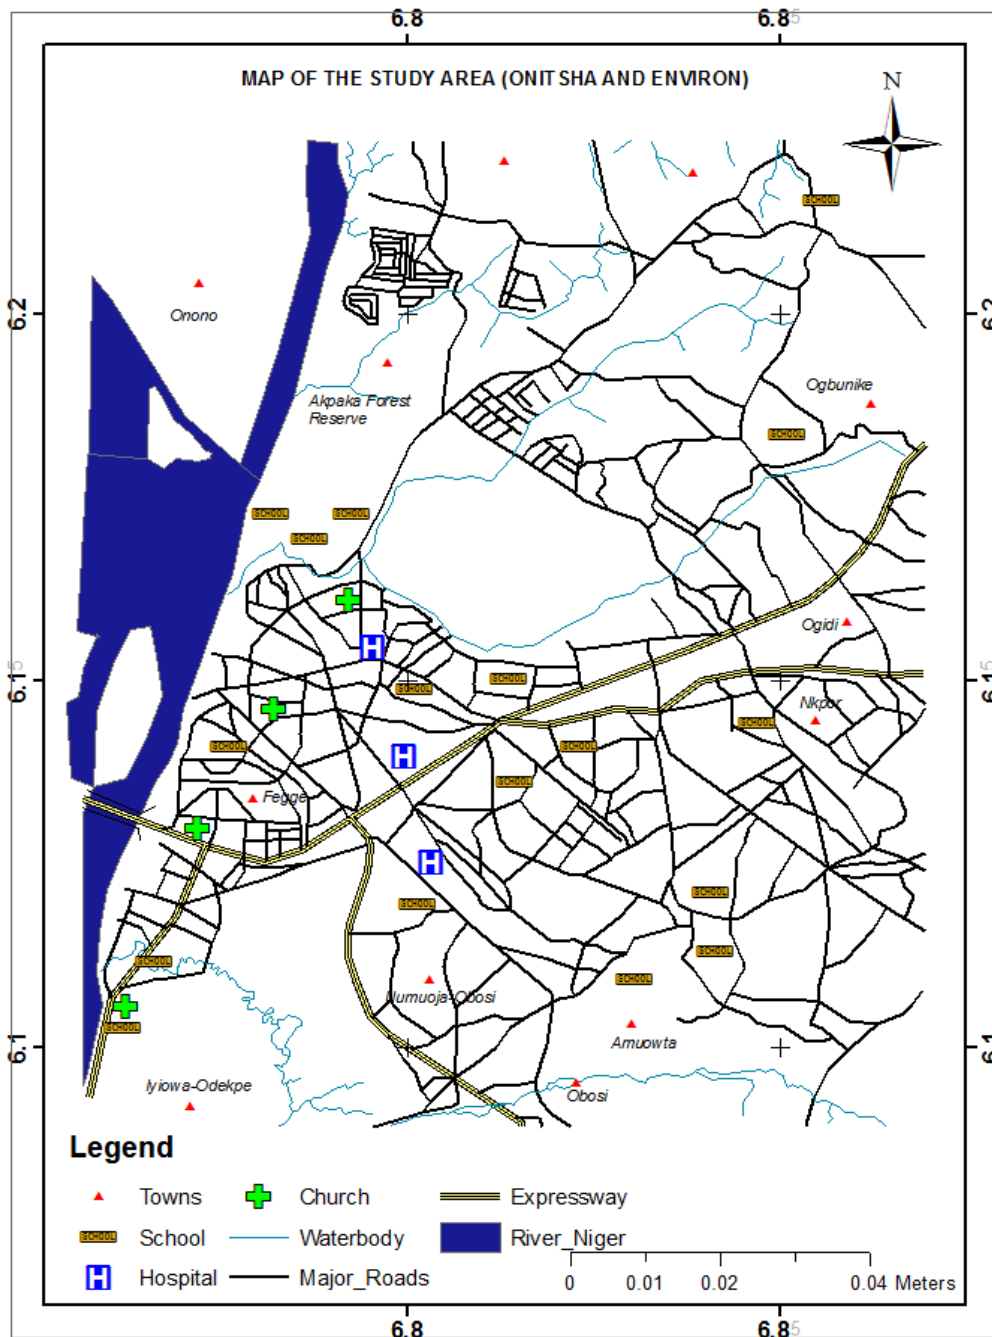 6.8 6.85
MAP OF THE STUDY AREA (ONITSHA AND ENVIRON)
N
SCHOOL
6.2 6.2
Onono
Ogbunike
Akpaka Forest
Reserve
SCHOOL
SCHOOL SCHOOL
SCHOOL
Ogidi
H
6.15 6.15
SCHOOL
SCHOOL
Nkpor
SCHOOL
SCHOOL SCHOOL
H
SCHOOL
Fegge
H
SCHOOL
SCHOOL
SCHOOL
SCHOOL
SCHOOL
Umuoja-Obosi
SCHOOL
Amuowta
6.1 6.1
Iyiowa-Odekpe
Obosi
Legend
Towns Church Expressway
SCHOOL School Waterbody River_Niger
H Hospital Major_Roads
0 0.01 0.02 0.04 Meters
6.8 6.85